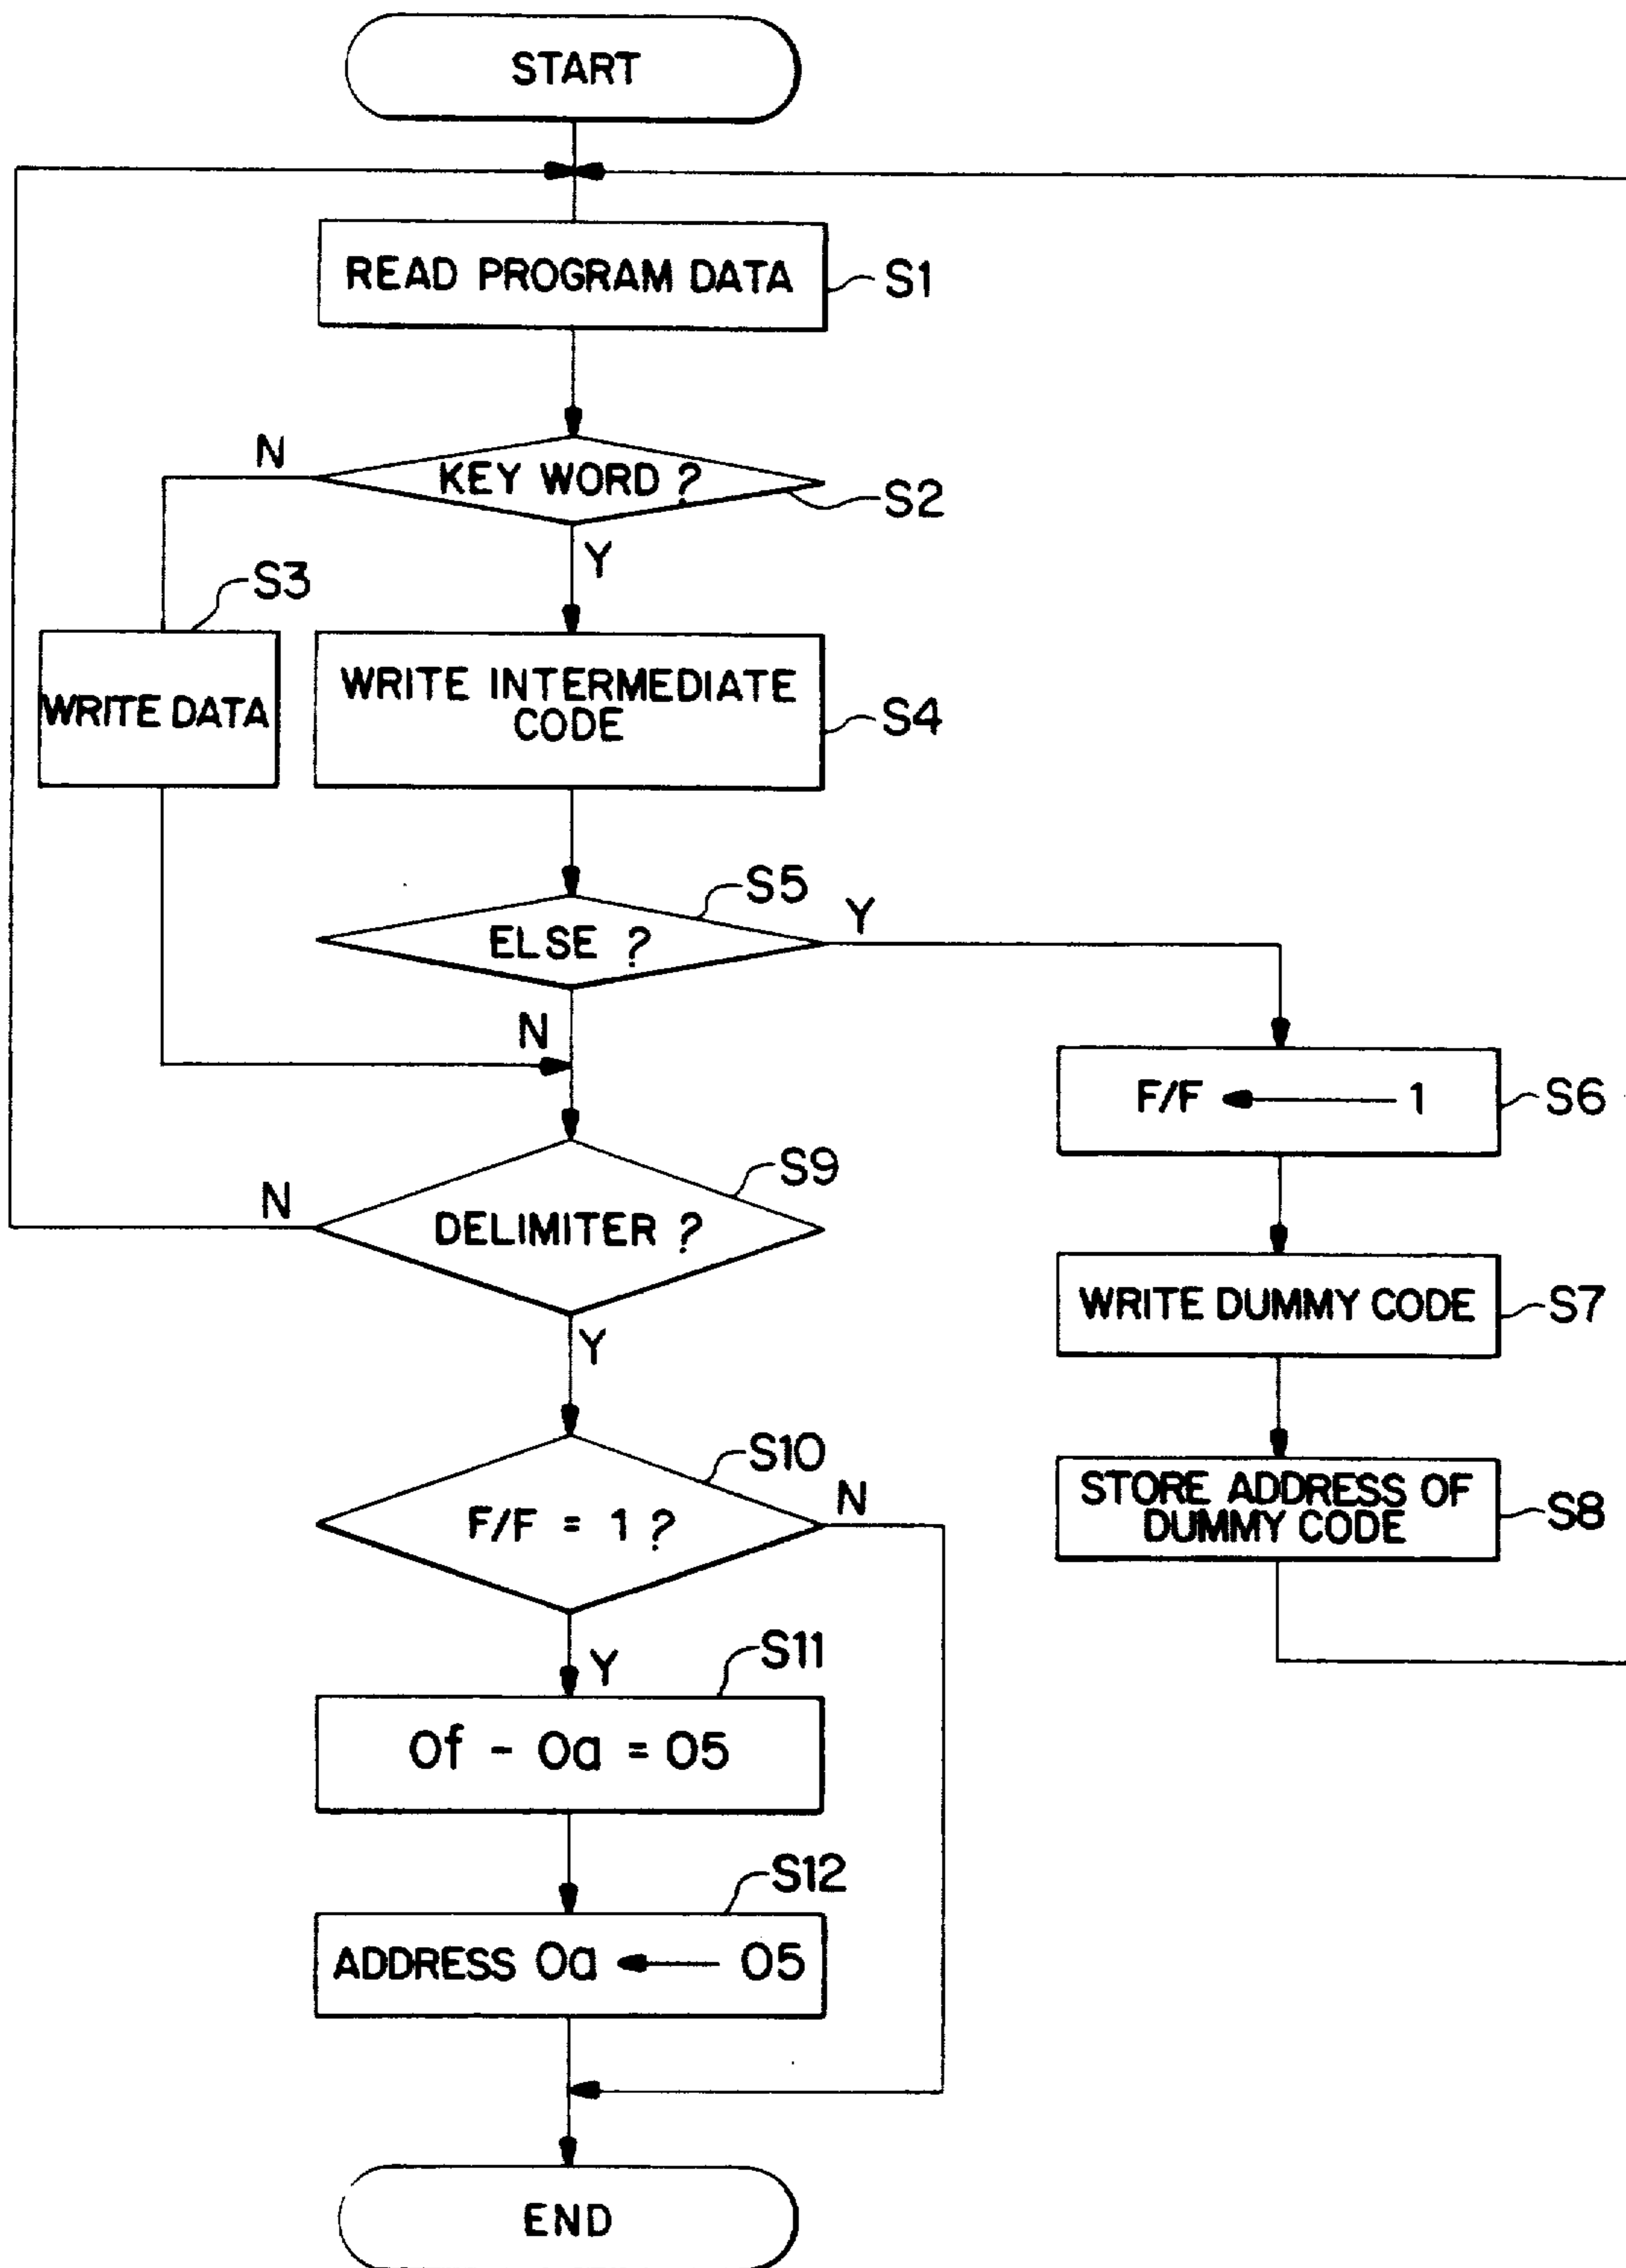 START
READ PROGRAM DATA
S1
N
KEY WORD ?
S2
Y
S3
WRITE DATA
WRITE INTERMEDIATE
CODE
S4
S5
ELSE ?
Y
N
F/F ← 1
S6
S9
N
DELIMITER ?
Y
WRITE DUMMY CODE
S7
S10
F/F = 1 ?
N
STORE ADDRESS OF
DUMMY CODE
S8
Y
S11
Of - Oa = 05
S12
ADDRESS Oa ← 05
END